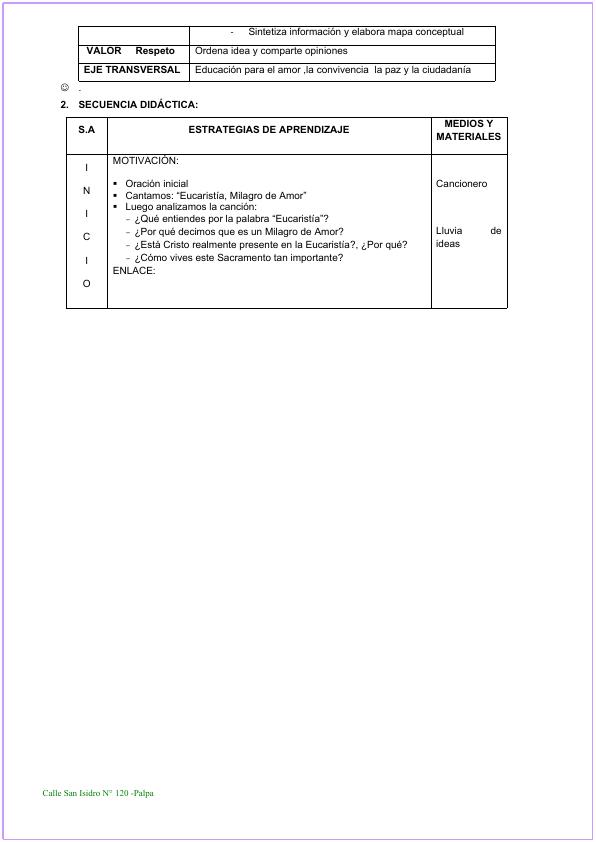 - Sintetiza información y elabora mapa conceptual
VALOR Respeto
Ordena idea y comparte opiniones
EJE TRANSVERSAL
Educación para el amor ,la convivencia la paz y la ciudadanía
☺ .
2. SECUENCIA DIDÁCTICA:
S.A
ESTRATEGIAS DE APRENDIZAJE
MEDIOS Y
MATERIALES
I
N
I
C
I
O
MOTIVACIÓN:
▪ Oración inicial
▪ Cantamos: “Eucaristía, Milagro de Amor”
▪ Luego analizamos la canción:
– ¿Qué entiendes por la palabra “Eucaristía”?
– ¿Por qué decimos que es un Milagro de Amor?
– ¿Está Cristo realmente presente en la Eucaristía?, ¿Por qué?
– ¿Cómo vives este Sacramento tan importante?
ENLACE:
Cancionero
Lluvia de
ideas
Calle San Isidro N° 120 -Palpa